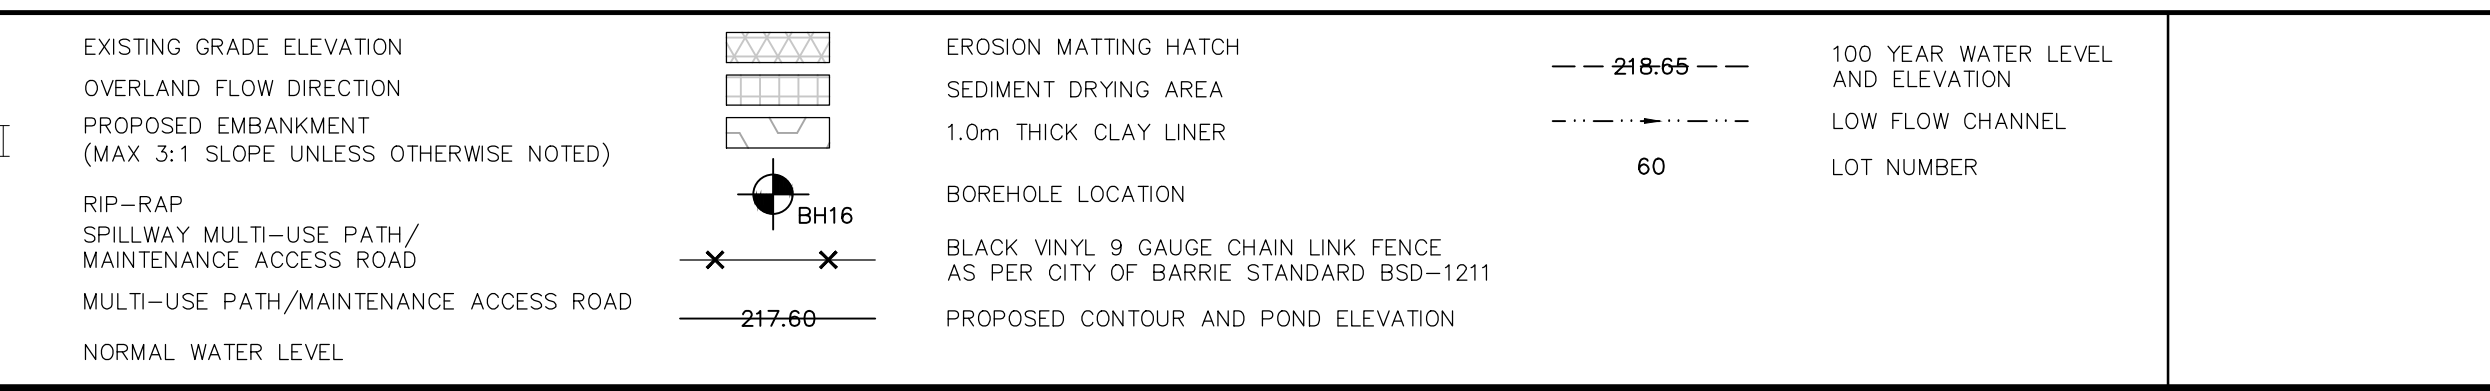 EXISTING GRADE ELEVATION
OVERLAND FLOW DIRECTION
PROPOSED EMBANKMENT
(MAX 3:1 SLOPE UNLESS OTHERWISE NOTED)
RIP-RAP
SPILLWAY MULTI-USE PATH/
MAINTENANCE ACCESS ROAD
MULTI-USE PATH/MAINTENANCE ACCESS ROAD
NORMAL WATER LEVEL
EROSION MATTING HATCH
SEDIMENT DRYING AREA
1.0m THICK CLAY LINER
BH16
BOREHOLE LOCATION
BLACK VINYL 9 GAUGE CHAIN LINK FENCE
AS PER CITY OF BARRIE STANDARD BSD-1211
217.60
PROPOSED CONTOUR AND POND ELEVATION
218.65
100 YEAR WATER LEVEL
AND ELEVATION
LOW FLOW CHANNEL
60
LOT NUMBER